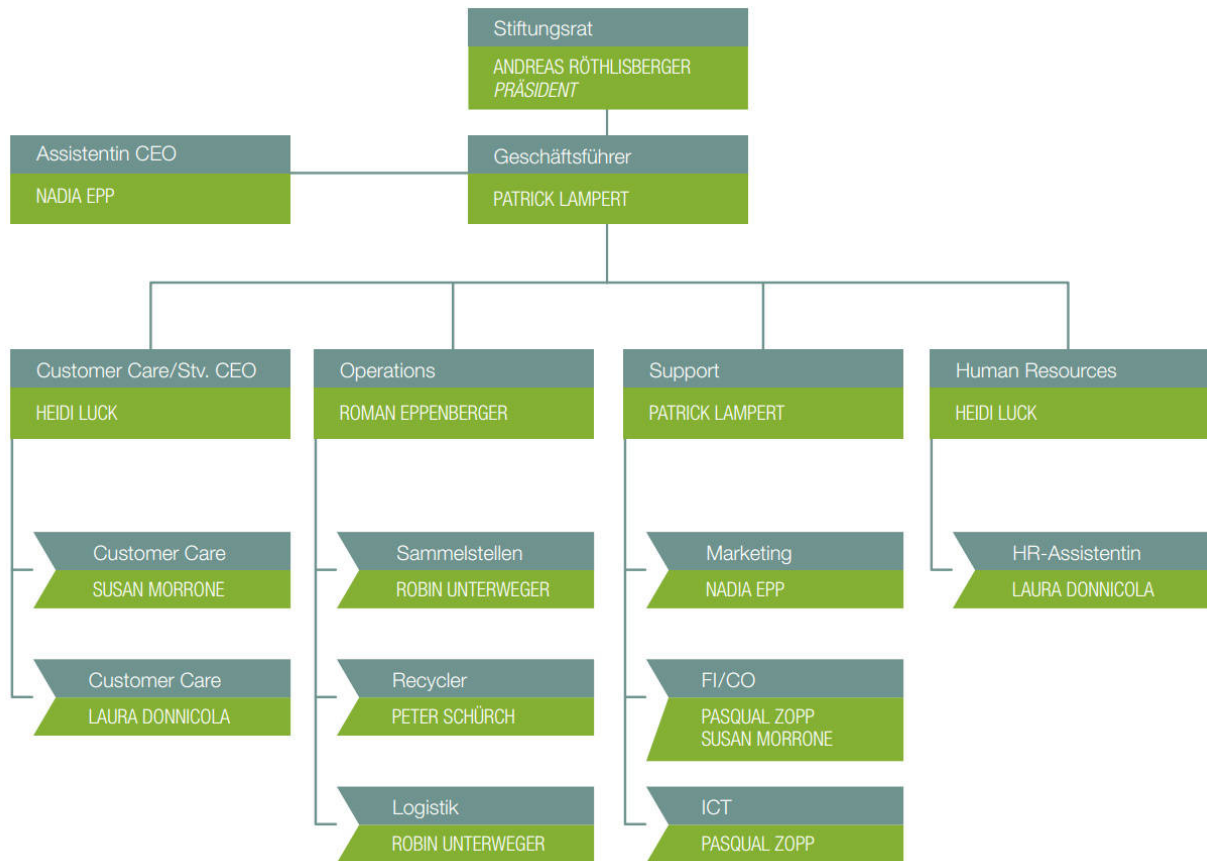 Stiftungsrat
ANDREAS RÖTHLISBERGER
PRÄSIDENT
Assistentin CEO
NADIA EPP
Geschäftsführer
PATRICK LAMPERT
Customer Care/Stv. CEO
HEIDI LUCK
Operations
ROMAN EPPENBERGER
Support
PATRICK LAMPERT
Human Resources
HEIDI LUCK
Customer Care
SUSAN MORRONE
Sammelstellen
ROBIN UNTERWEGER
Marketing
NADIA EPP
HR-Assistentin
LAURA DONNICOLA
Customer Care
LAURA DONNICOLA
Recycler
PETER SCHÜRCH
FI/CO
PASQUAL ZOPP
SUSAN MORRONE
Logistik
ROBIN UNTERWEGER
ICT
PASQUAL ZOPP